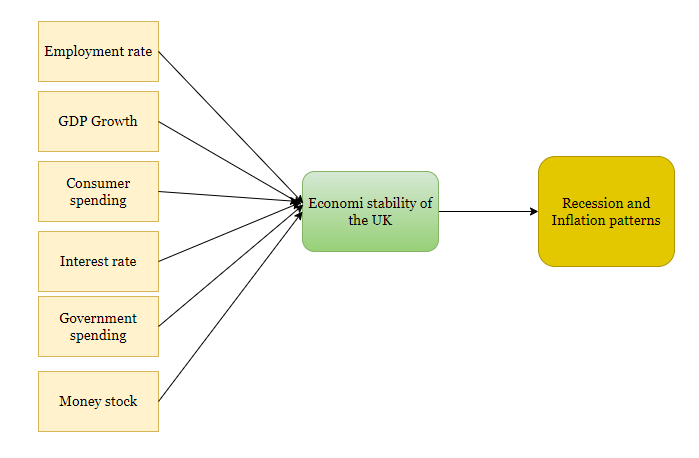 Employment rate
GDP Growth
Consumer
spending
Interest rate
Government
spending
Money stock
Economi stability of
the UK
Recession and
Inflation patterns